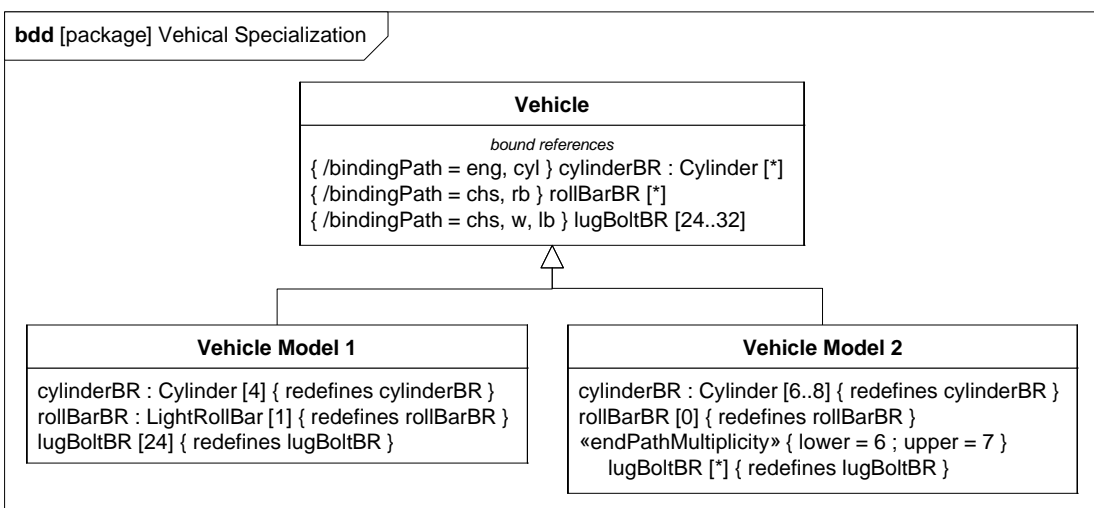 bdd [package] Vehical Specialization
Vehicle
bound references
{ /bindingPath = eng, cyl } cylinderBR : Cylinder [*]
{ /bindingPath = chs, rb } rollBarBR [*]
{ /bindingPath = chs, w, lb } lugBoltBR [24..32]
Vehicle Model 1
cylinderBR : Cylinder [4] { redefines cylinderBR }
rollBarBR : LightRollBar [1] { redefines rollBarBR }
lugBoltBR [24] { redefines lugBoltBR }
Vehicle Model 2
cylinderBR : Cylinder [6..8] { redefines cylinderBR }
rollBarBR [0] { redefines rollBarBR }
«endPathMultiplicity» { lower = 6 ; upper = 7 }
lugBoltBR [*] { redefines lugBoltBR }